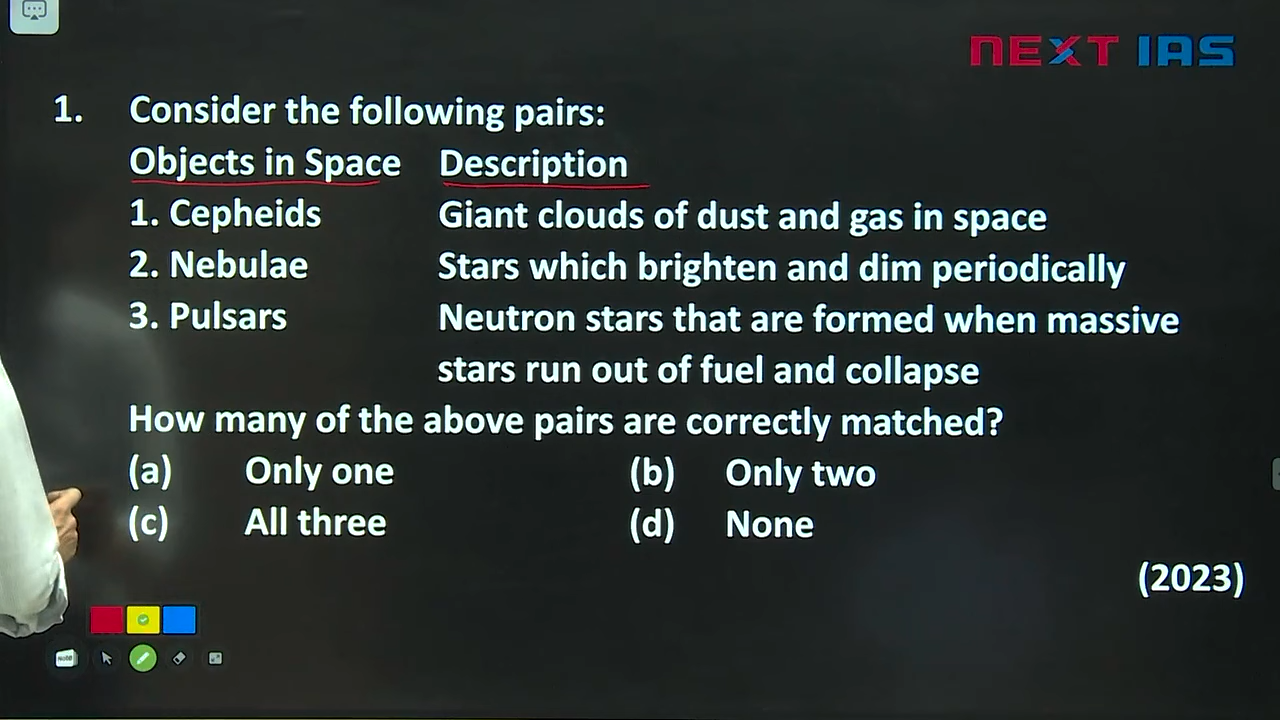 NEXT IAS
1. Consider the following pairs:
Objects in Space Description
1. Cepheids Giant clouds of dust and gas in space
2. Nebulae Stars which brighten and dim periodically
3. Pulsars Neutron stars that are formed when massive
stars run out of fuel and collapse
How many of the above pairs are correctly matched?
(a) Only one (b) Only two
(c) All three (d) None
(2023)
NOTE